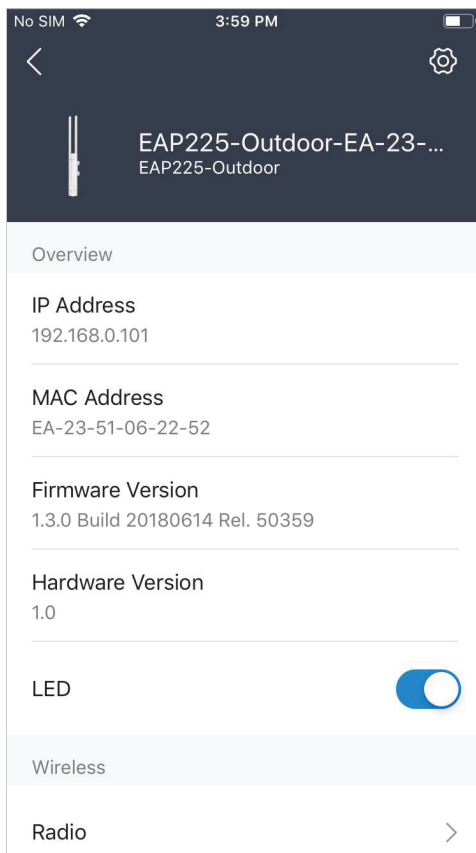 No SIM 3:59 PM
EAP225-Outdoor-EA-23-...
EAP225-Outdoor
Overview
IP Address
192.168.0.101
MAC Address
EA-23-51-06-22-52
Firmware Version
1.3.0 Build 20180614 Rel. 50359
Hardware Version
1.0
LED
Wireless
Radio